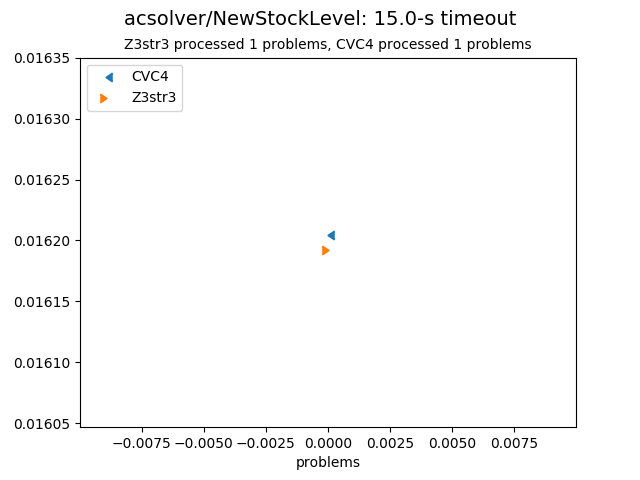 acsolver/NewStockLevel: 15.0-s timeout
Z3str3 processed 1 problems, CVC4 processed 1 problems
CVC4
Z3str3
0.01635
0.01630
0.01625
0.01620
0.01615
0.01610
0.01605
−0.0075 −0.0050 −0.0025 0.0000 0.0025 0.0050 0.0075
problems